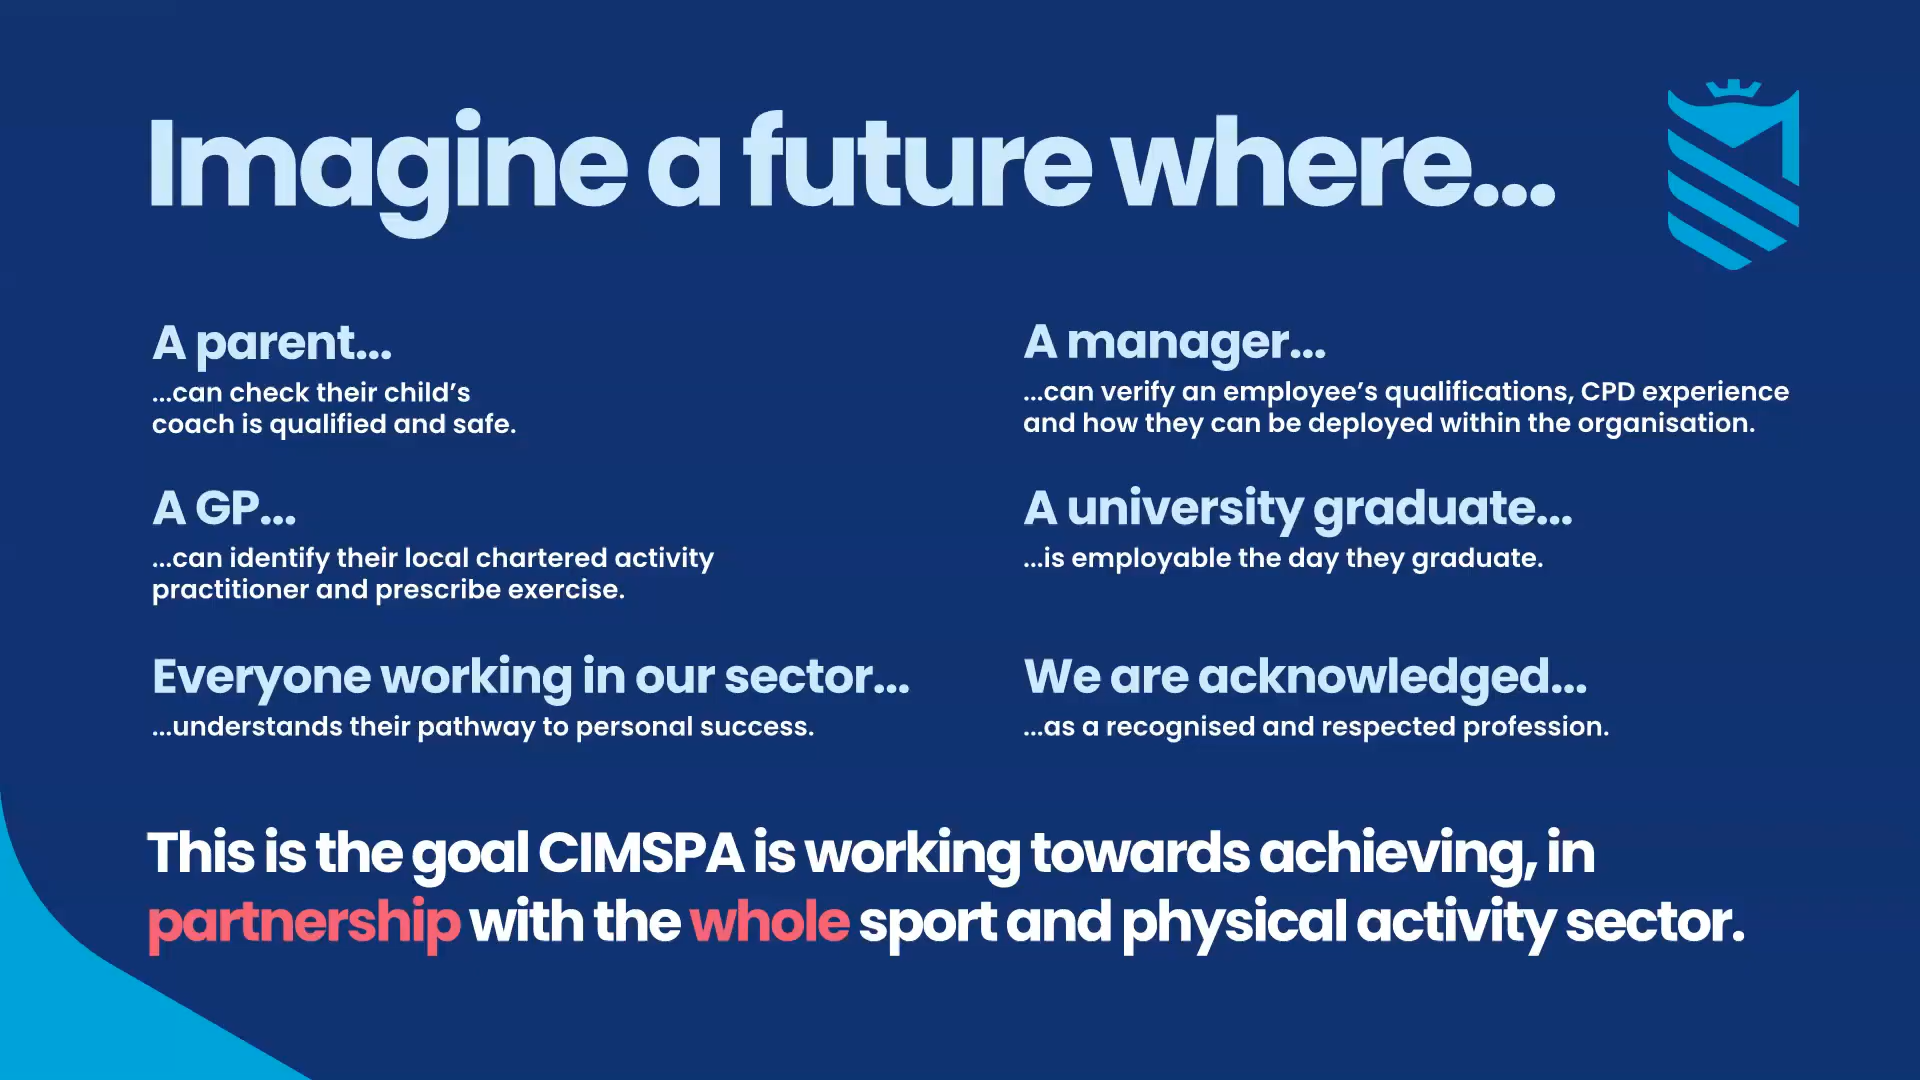 Imagine a future where...
A parent...
...can check their child’s
coach is qualified and safe.
A manager...
...can verify an employee’s qualifications, CPD experience
and how they can be deployed within the organisation.
A GP...
...can identify their local chartered activity
practitioner and prescribe exercise.
A university graduate...
...is employable the day they graduate.
Everyone working in our sector...
...understands their pathway to personal success.
We are acknowledged...
...as a recognised and respected profession.
This is the goal CIMSPA is working towards achieving, in
partnership with the whole sport and physical activity sector.